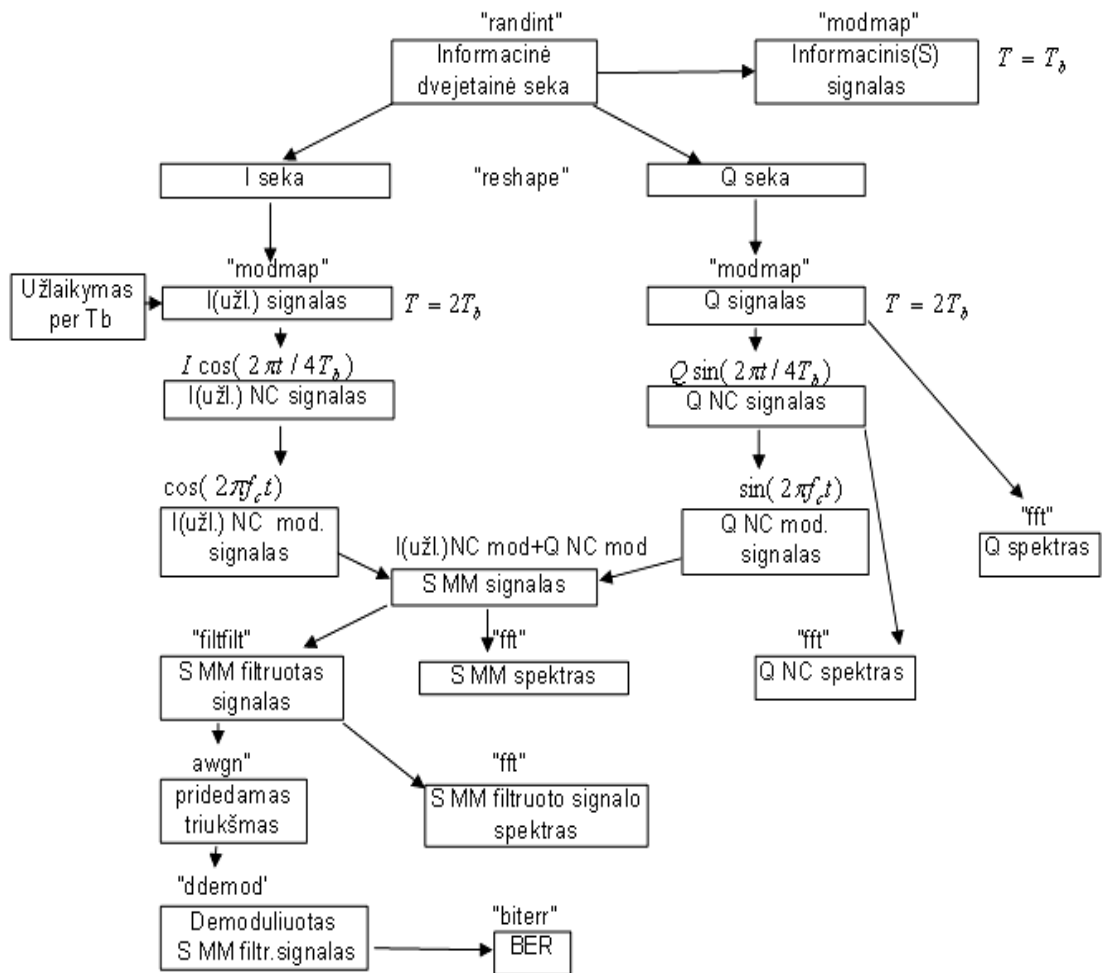 "randint"
"modmap"
Informacinė
dvejetainė seka
Informacinis(S)
signalas
T = T_b
I seka
"reshape"
Q seka
"modmap"
"modmap"
Užlaikymas
per Tb
I(užl.) signalas
T = 2T_b
Q signalas
T = 2T_b
I cos( 2πt / 4T_b)
Q sin( 2πt / 4T_b)
I(užl.) NC signalas
Q NC signalas
cos( 2πf_c t)
sin( 2πf_c t)
I(užl.) NC mod.
signalas
Q NC mod.
signalas
"fft"
Q spektras
I(užl.)NC mod+Q NC mod
S MM signalas
"filtfilt"
"fft"
"fft"
S MM filtruotas
signalas
S MM spektras
Q NC spektras
awgn"
"fft"
pridedamas
triukšmas
S MM filtruoto signalo
spektras
"ddemod'
"biterr"
Demoduliuotas
S MM filtr.signalas
BER